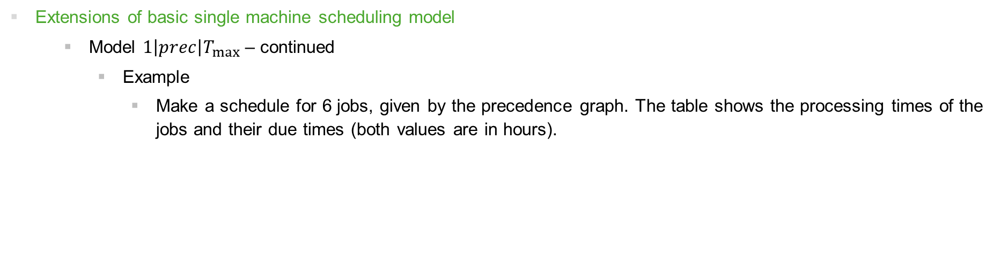 Extensions of basic single machine scheduling model
Model 1|prec|Tmax – continued
Example
Make a schedule for 6 jobs, given by the precedence graph. The table shows the processing times of the
jobs and their due times (both values are in hours).